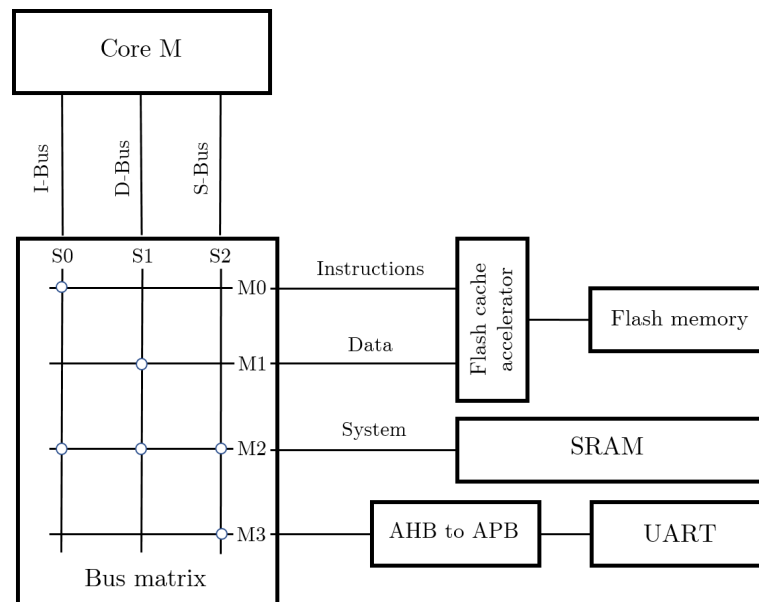 Core M
I-Bus
D-Bus
S-Bus
S0
S1
S2
M0
Instructions
Flash cache
accelerator
Flash memory
M1
Data
M2
System
SRAM
M3
AHB to APB
UART
Bus matrix